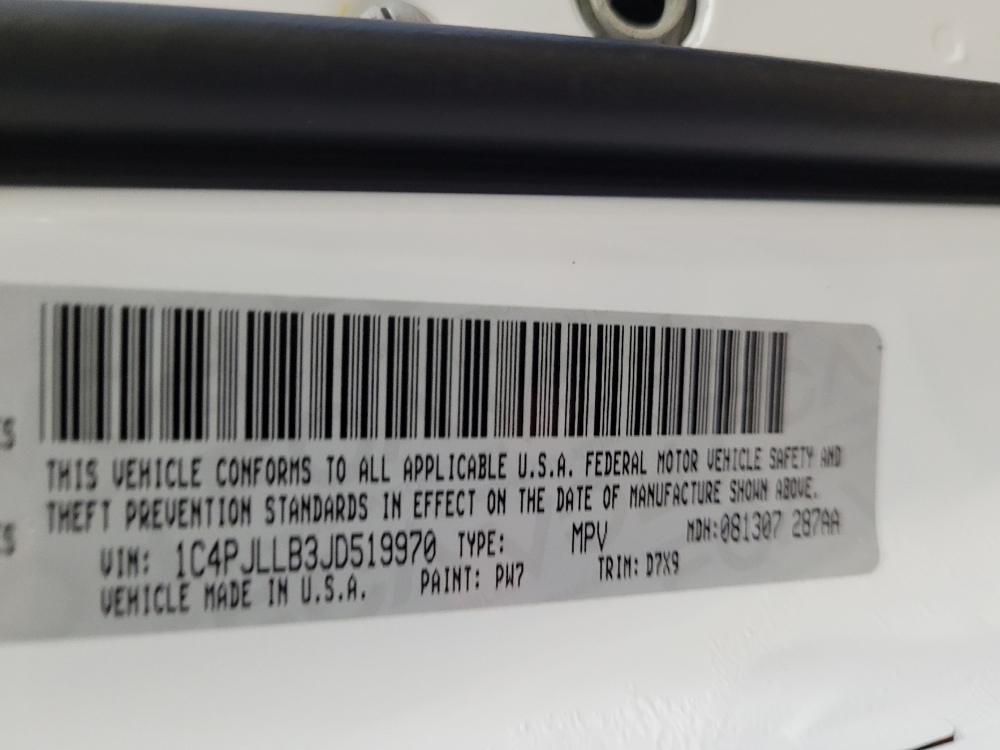 THIS VEHICLE CONFORMS TO ALL APPLICABLE U.S.A. FEDERAL MOTOR VEHICLE SAFETY AND
THEFT PREVENTION STANDARDS IN EFFECT ON THE DATE OF MANUFACTURE SHOWN ABOVE.
VIN: 1C4PJLLB3JD519970 TYPE: MPV MDH:081307 287AA
VEHICLE MADE IN U.S.A. PAINT: PW7 TRIM: D7X9